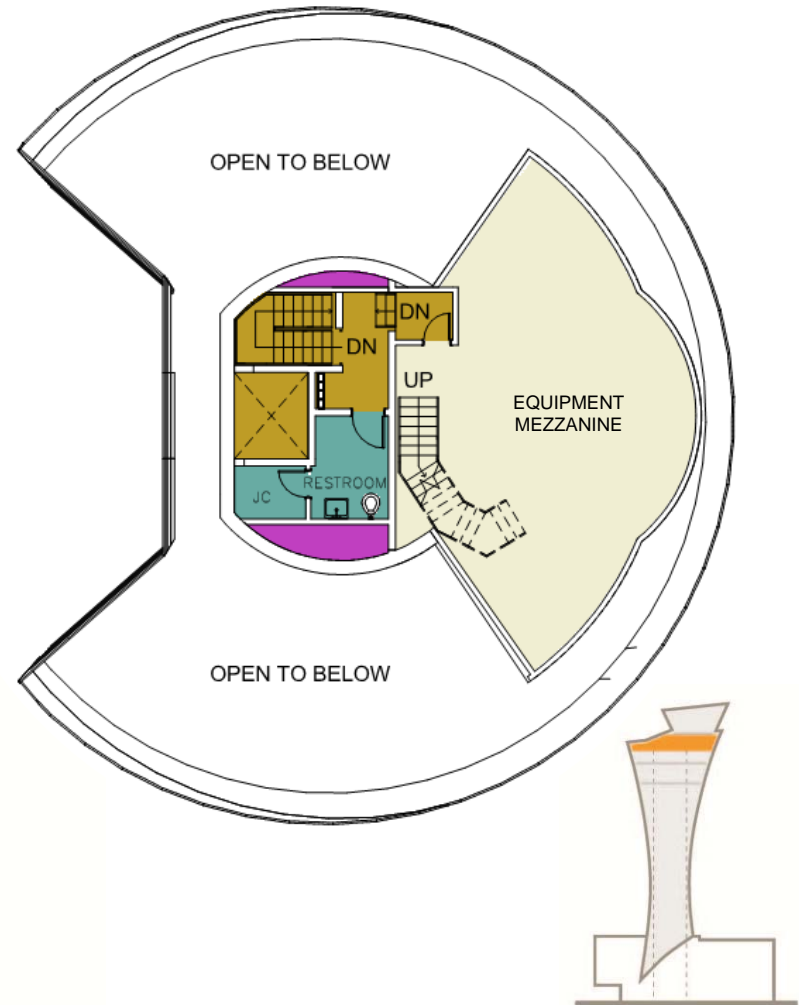 OPEN TO BELOW
DN
DN
UP
EQUIPMENT
MEZZANINE
RESTROOM
JC
OPEN TO BELOW